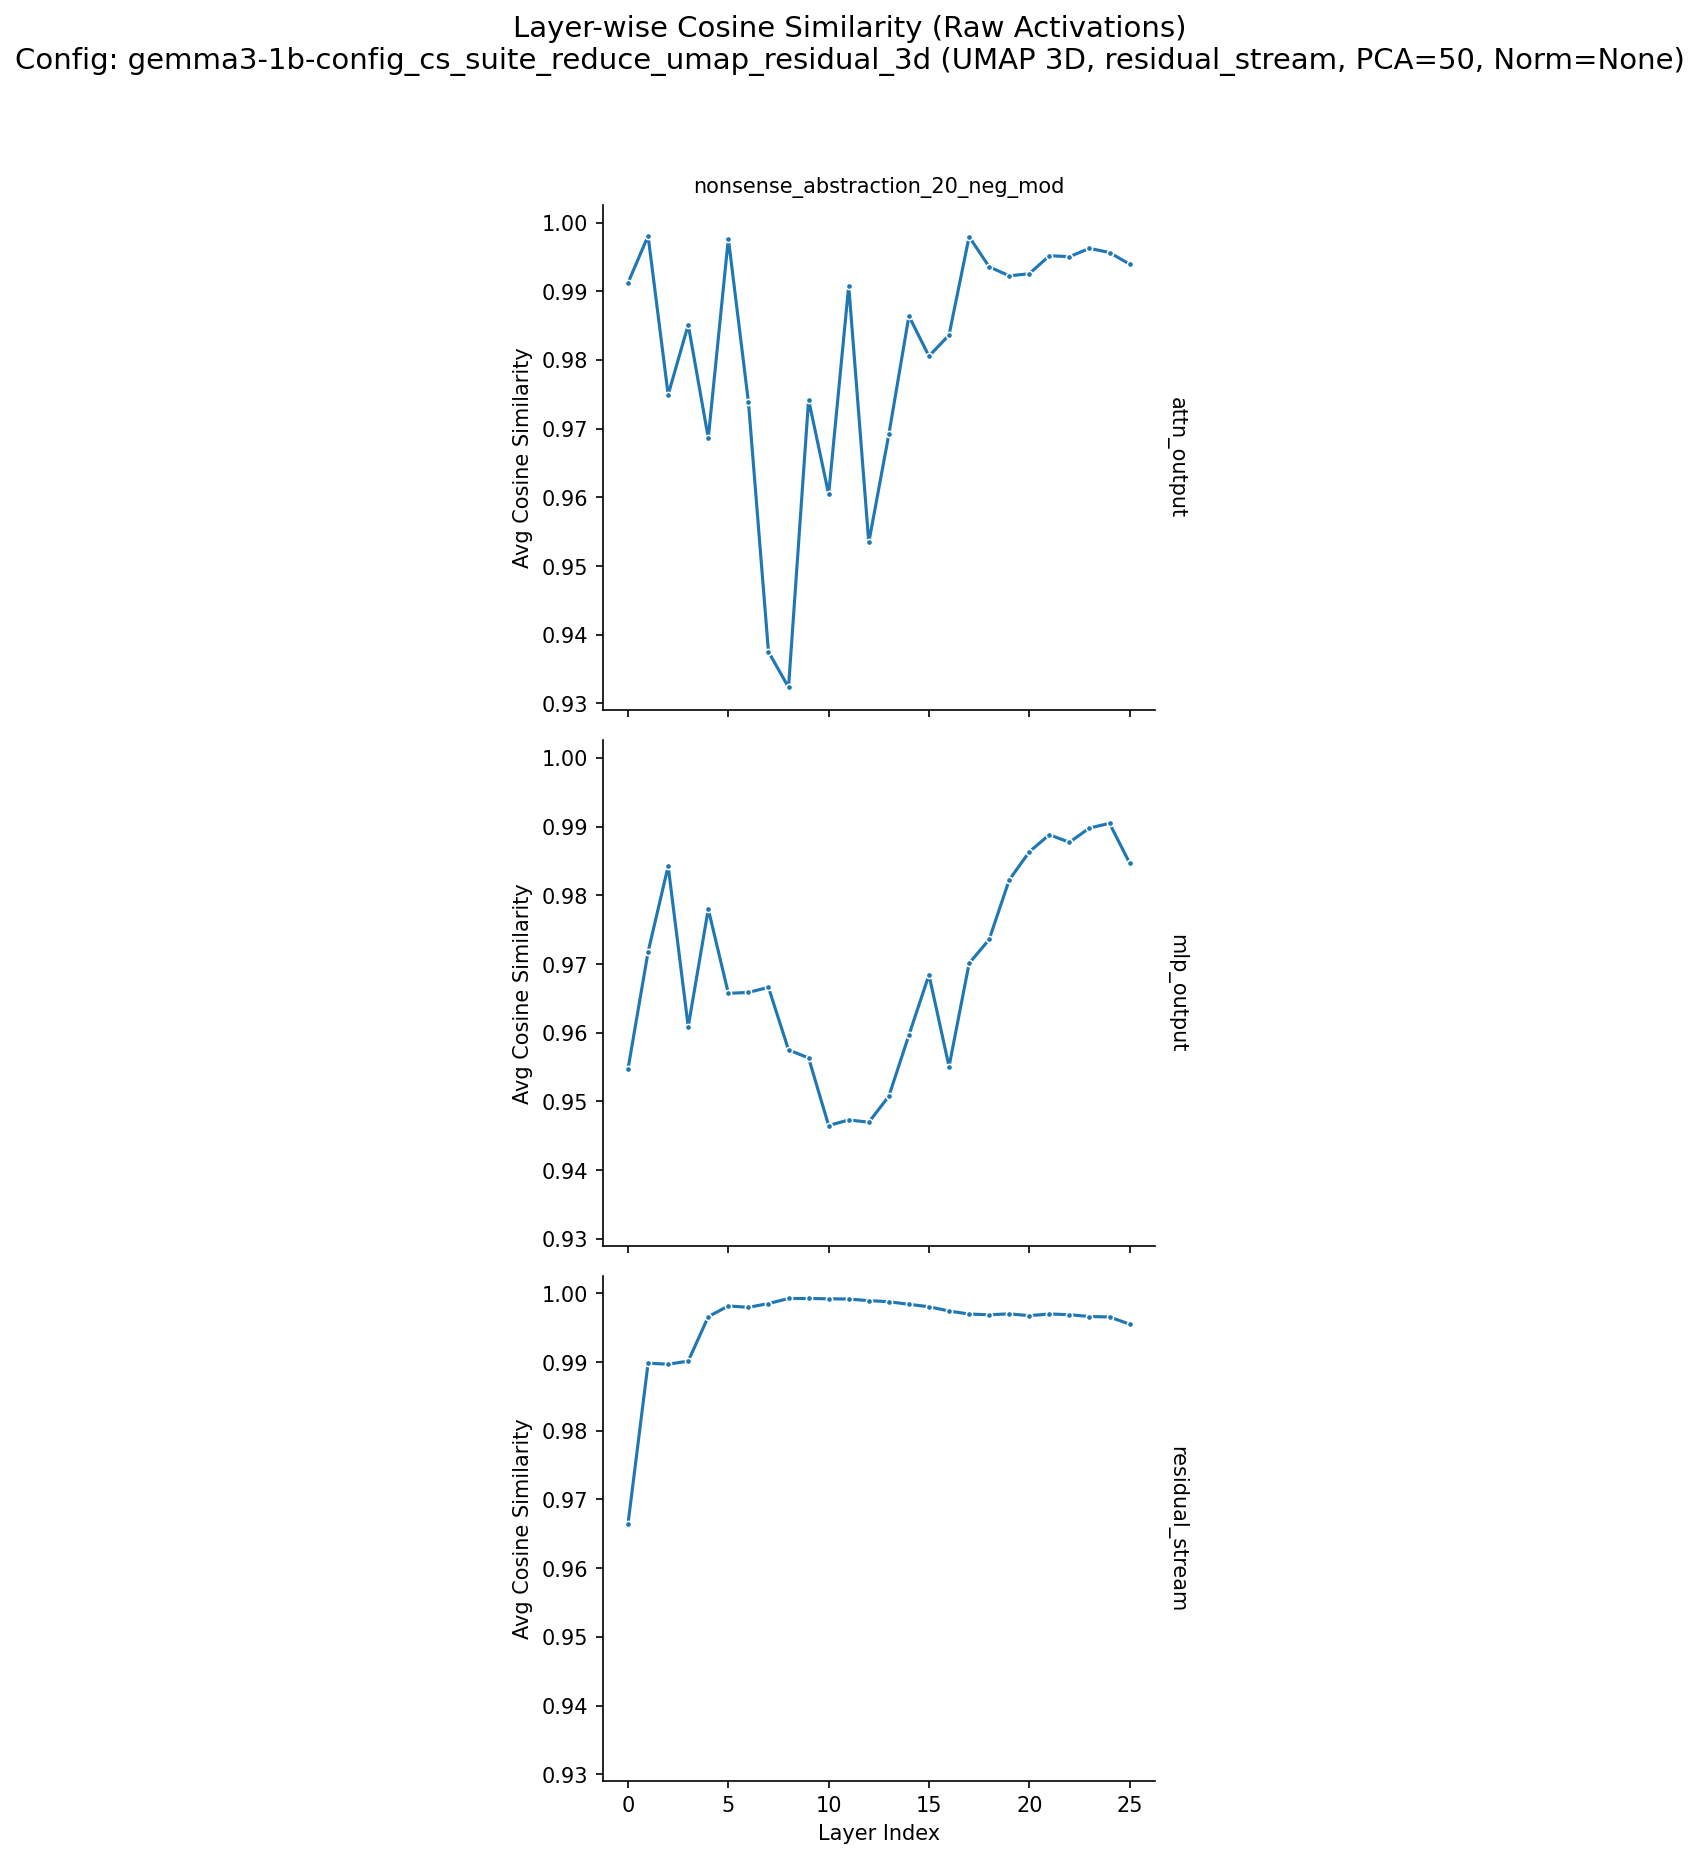 Layer-wise Cosine Similarity (Raw Activations)
Config: gemma3-1b-config_cs_suite_reduce_umap_residual_3d (UMAP 3D, residual_stream, PCA=50, Norm=None)
nonsense_abstraction_20_neg_mod
1.00
0.99
0.98
0.97
0.96
0.95
0.94
0.93
Avg Cosine Similarity
attn_output
1.00
0.99
0.98
0.97
0.96
0.95
0.94
0.93
Avg Cosine Similarity
mlp_output
1.00
0.99
0.98
0.97
0.96
0.95
0.94
0.93
Avg Cosine Similarity
residual_stream
0 5 10 15 20 25
Layer Index